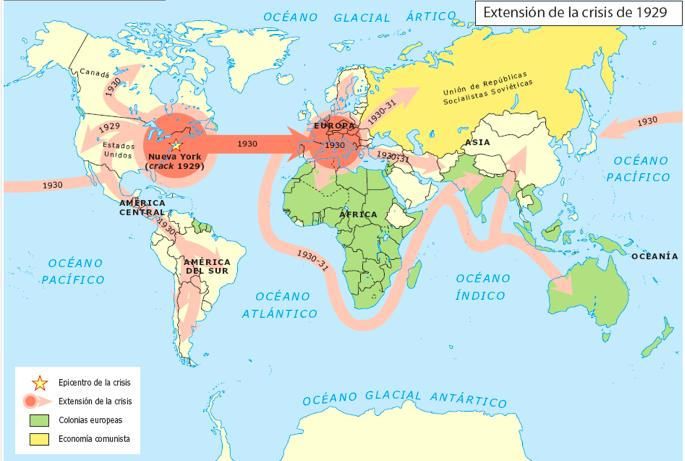 Extensión de la crisis de 1929
OCÉANO GLACIAL ÁRTICO
Canadá
1930
1929
Estados
Unidos
Nueva York
(crack 1929)
1930
EUROPA
1930
1930-31
Unión de Repúblicas
Socialistas Soviéticas
ASIA
1930-31
1930
OCÉANO
PACÍFICO
1930
AMÉRICA
CENTRAL
1930
AMÉRICA
DEL SUR
ÁFRICA
1930-31
OCÉANO
PACÍFICO
OCÉANO
ATLÁNTICO
OCÉANO
ÍNDICO
OCEANÍA
OCÉANO GLACIAL ANTÁRTICO
Epicentro de la crisis
Extensión de la crisis
Colonias europeas
Economía comunista